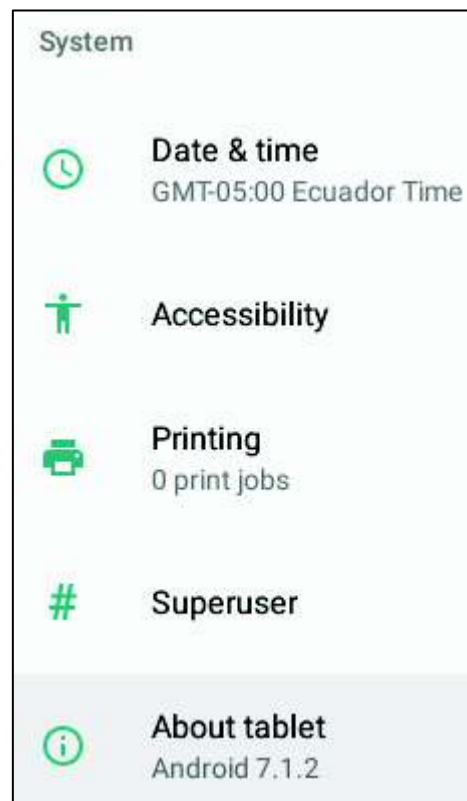 System
Date & time
GMT-05:00 Ecuador Time
Accessibility
Printing
0 print jobs
# Superuser
About tablet
Android 7.1.2